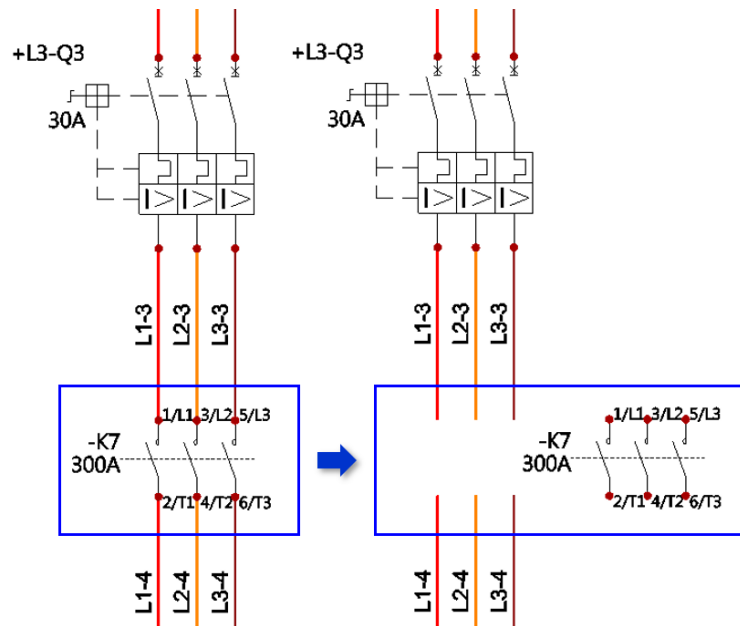 +L3-Q3
30A
L1-3
L2-3
L3-3
1/L1 3/L2 5/L3
-K7
300A
2/T1 4/T2 6/T3
L1-4
L2-4
L3-4
+L3-Q3
30A
L1-3
L2-3
L3-3
1/L1 3/L2 5/L3
-K7
300A
2/T1 4/T2 6/T3
L1-4
L2-4
L3-4